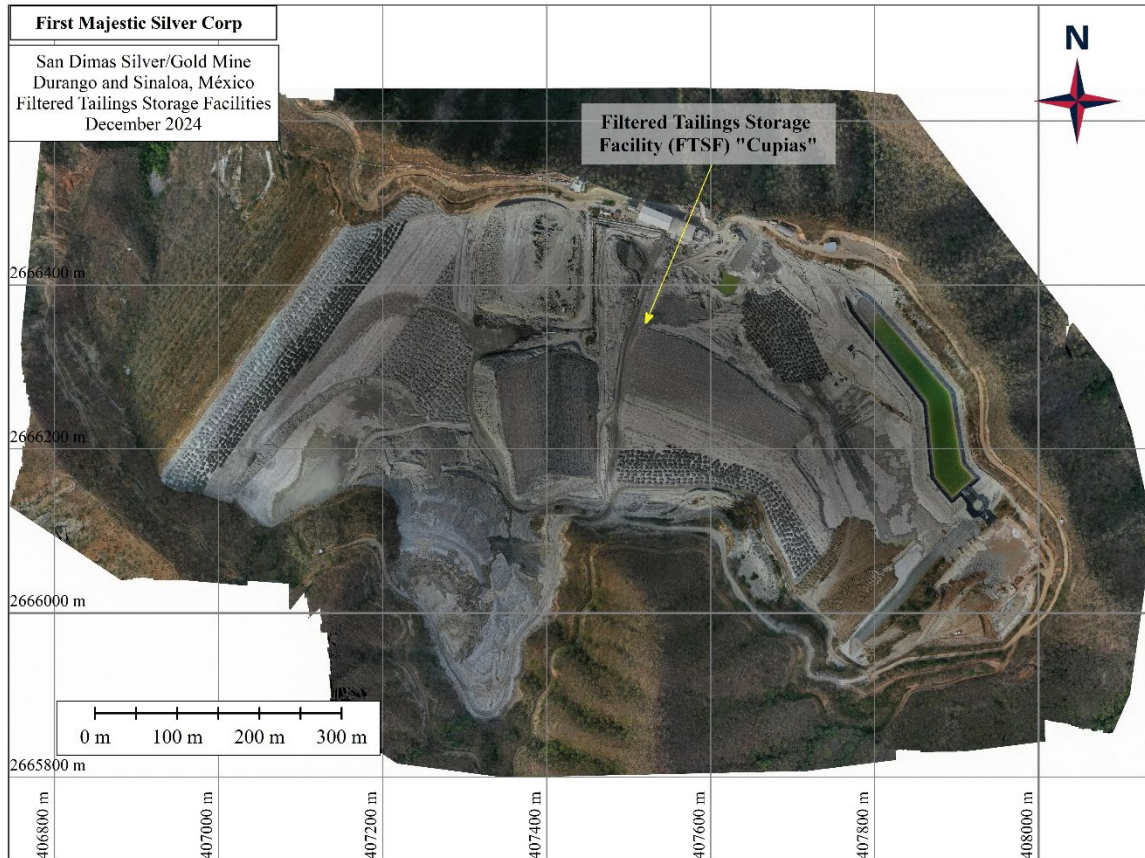 First Majestic Silver Corp
San Dimas Silver/Gold Mine
Durango and Sinaloa, México
Filtered Tailings Storage Facilities
December 2024
N
Filtered Tailings Storage
Facility (FTSF) "Cupias"
2666400 m
2666200 m
2666000 m
2665800 m
0 m 100 m 200 m 300 m
406800 m
407000 m
407200 m
407400 m
407600 m
407800 m
408000 m